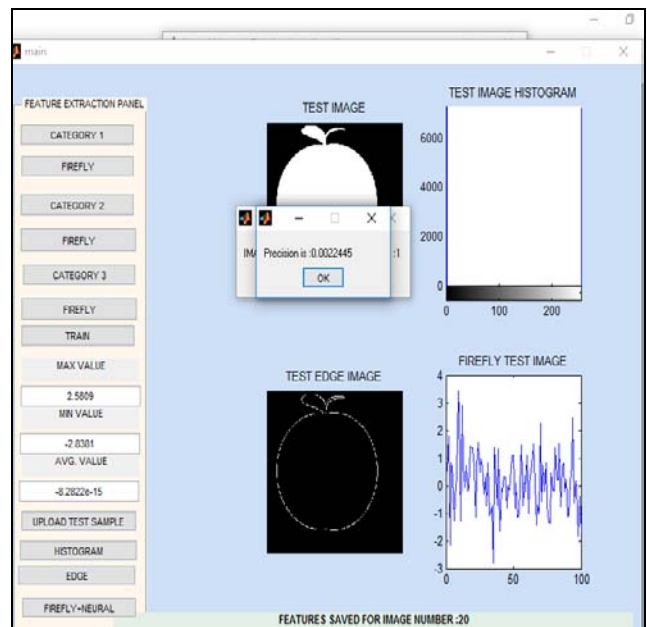 main
FEATURE EXTRACTION PANEL
CATEGORY 1
FIREFLY
CATEGORY 2
FIREFLY
CATEGORY 3
FIREFLY
TRAIN
MAX VALUE
2.5809
MIN VALUE
-2.8381
AVG. VALUE
-8.2822e-15
UPLOAD TEST SAMPLE
HISTOGRAM
EDGE
FIREFLY+NEURAL
TEST IMAGE
TEST IMAGE HISTOGRAM
6000
4000
2000
0
0 100 200
IM
Precision is :0.0022445
:1
OK
TEST EDGE IMAGE
FIREFLY TEST IMAGE
4
3
2
1
0
-1
-2
-3
0 50 100
FEATURES SAVED FOR IMAGE NUMBER :20